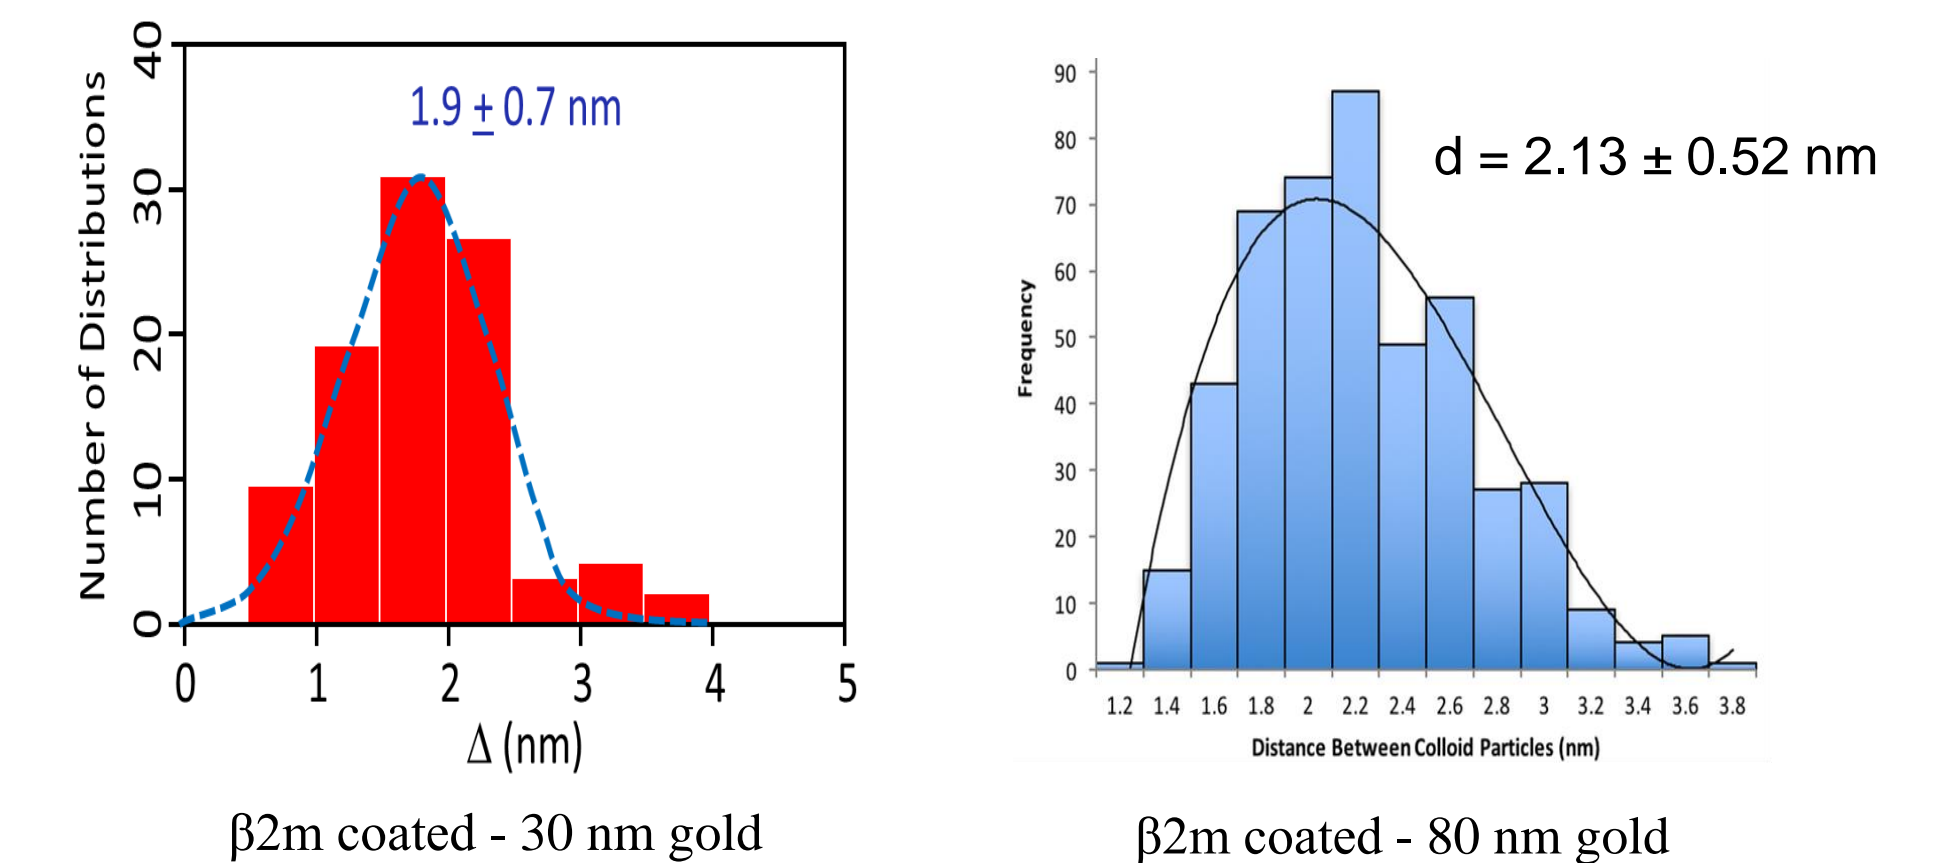 Number of Distributions
40
30
20
10
0
1.9 ± 0.7 nm
0 1 2 3 4 5
Δ (nm)
β2m coated - 30 nm gold
Frequency
90
80
70
60
50
40
30
20
10
0
d = 2.13 ± 0.52 nm
1.2 1.4 1.6 1.8 2 2.2 2.4 2.6 2.8 3 3.2 3.4 3.6 3.8
Distance Between Colloid Particles (nm)
β2m coated - 80 nm gold